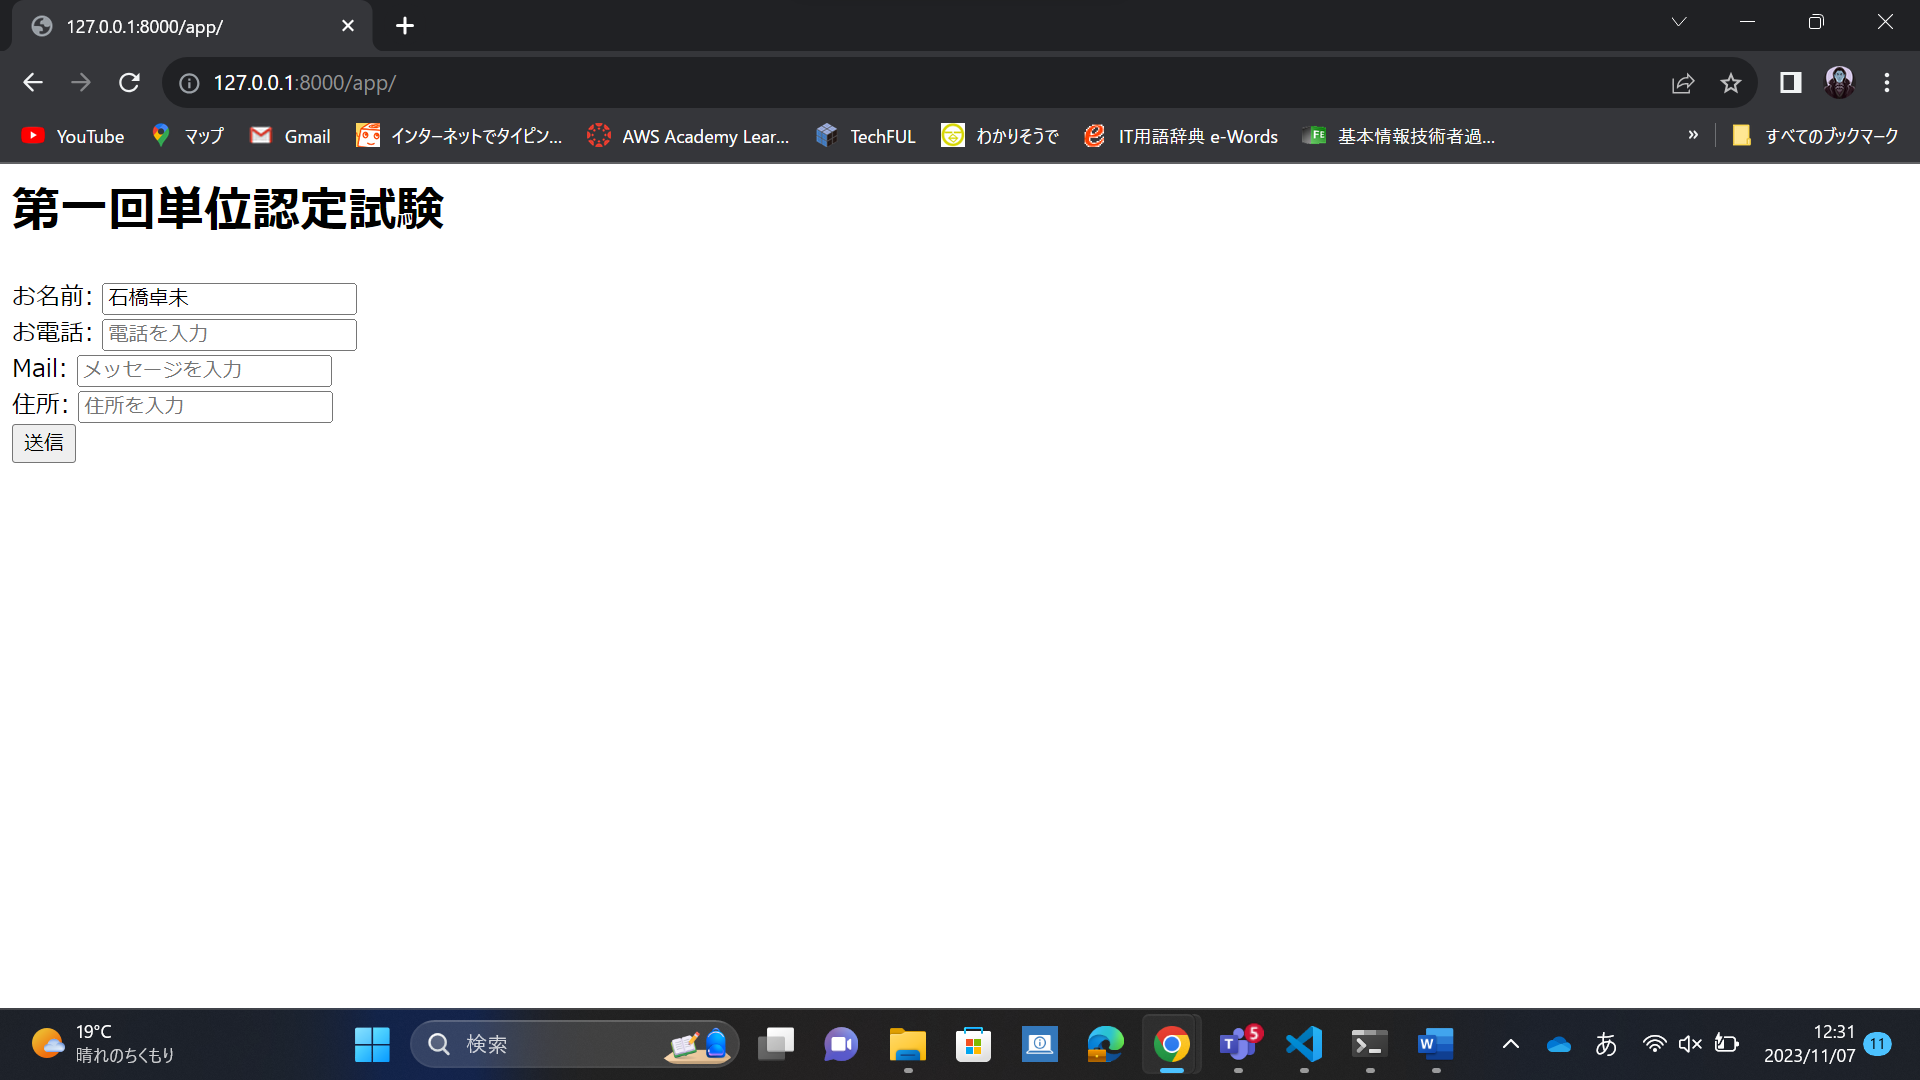 127.0.0.1:8000/app/
127.0.0.1:8000/app/
YouTube マップ Gmail インターネットでタイピン... AWS Academy Lear... TechFUL わかりそうで IT用語辞典 e-Words 基本情報技術者過... » すべてのブックマーク
第一回単位認定試験
お名前: 石橋卓未
お電話: 電話を入力
Mail: メッセージを入力
住所: 住所を入力
送信
19°C
晴れのちくもり
検索
5
あ
12:31
2023/11/07
11